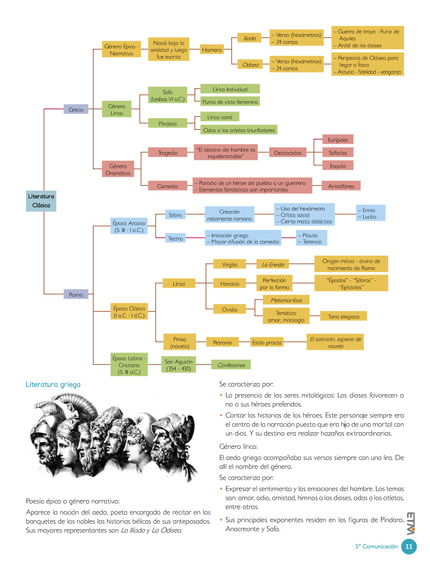 Literatura
Clásica
Grecia
Género Épico -
Narrativo
Nació bajo la
oralidad y luego
fue escrito
Homero
Ilíada
– Verso (hexámetros)
– 24 cantos
– Guerra de troya - Furia de
Aquiles
– Ardid de los dioses
Odisea
– Verso (hexámetros)
– 24 cantos
– Peripecias de Odiseo para
llegar a Ítaca
– Astucia - fidelidad - venganza
Género
Lírico
Safo
(Lesbos VI a.C.)
Lírica individual
Punto de vista femenino
Píndaro
Lírica coral
Odas a los atletas triunfadores
Género
Dramático
Tragedia
"El destino del hombre es
inquebrantable"
Destacados
Eurípides
Sófocles
Esquilo
Comedia
– Parodia de un héroe del pueblo o un guerrero
– Elementos fantásticos son importantes
Aristófanes
Roma
Época Arcaica
(S. III - I a.C.)
Sátira
Creación
netamente romana
– Uso del hexámetro
– Crítica social
– Cierta matiz didáctico
– Ennio
– Lucilio
Teatro
– Imitación griega
– Mayor difusión de la comedia
– Plauto
– Terencio
Época Clásica
(I a.C - I d.C.)
Lírica
Virgilio
La Eneida
Origen mítico - divino de
nacimiento de Roma
Horacio
Perfección
por la forma
"Épodos" - "Sátiras" -
"Epístolas"
Ovidio
Metamorfosis
Temática:
amor, mitología
Tono elegíaco
Prosa
(novela)
Petronio
Estilo procaz
El satiricón, especie de
novela
Época Latino -
Cristiana
(S. III d.C.)
San Agustín
(354 - 430)
Confesiones
Literatura griega
Poesía épica o género narrativo:
Aparece la noción del aedo, poeta encargado de recitar en los
banquetes de los nobles las historias bélicas de sus antepasados.
Sus mayores representantes son La Ilíada y La Odisea.
Se caracteriza por:
• La presencia de los seres mitológicos: Los dioses favorecen o
no a sus héroes preferidos.
• Contar las historias de los héroes. Este personaje siempre era
el centro de la narración puesto que era hijo de una mortal con
un dios. Y su destino era realizar hazañas extraordinarias.
Género lírico:
El aedo griego acompañaba sus versos siempre con una lira. De
allí el nombre del género.
Se caracteriza por:
• Expresar el sentimiento y las emociones del hombre. Los temas
son: amor, odio, amistad, himnos a los dioses, odas a los atletas,
entre otros.
• Sus principales exponentes residen en las figuras de Píndaro,
Anacreonte y Safo.
5° Comunicación
11